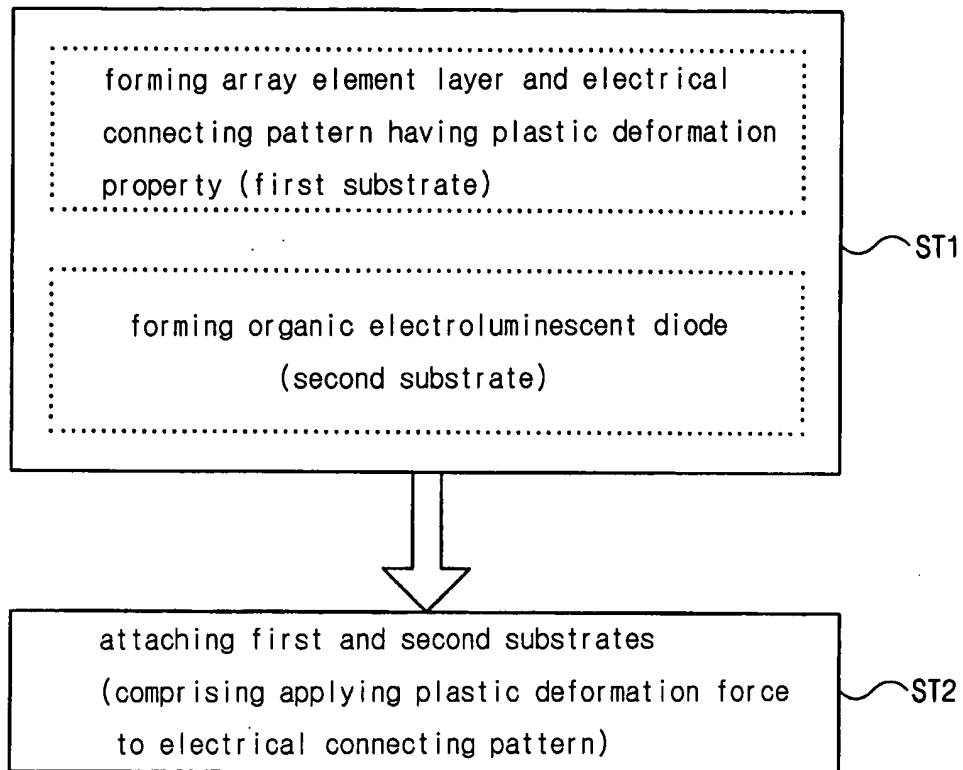 forming array element layer and electrical
connecting pattern having plastic deformation
property (first substrate)
ST1
forming organic electroluminescent diode
(second substrate)
attaching first and second substrates
(comprising applying plastic deformation force
to electrical connecting pattern)
ST2